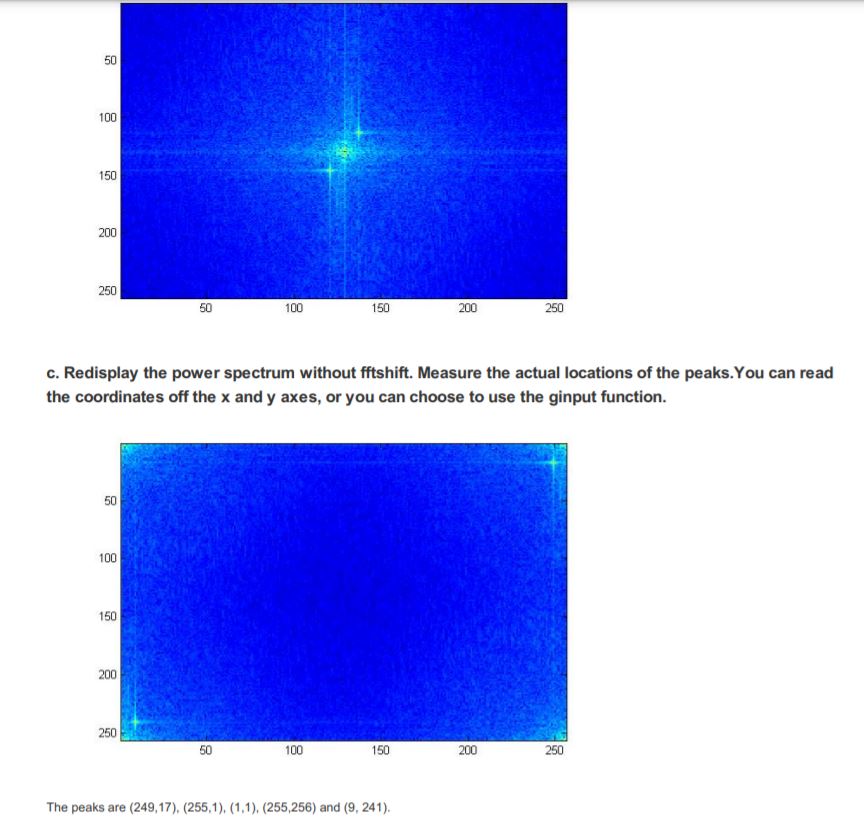 50
100
150
200
250
50 100 150 200 250
c. Redisplay the power spectrum without fftshift. Measure the actual locations of the peaks.You can read
the coordinates off the x and y axes, or you can choose to use the ginput function.
50
100
150
200
250
50 100 150 200 250
The peaks are (249,17), (255,1), (1,1), (255,256) and (9, 241).